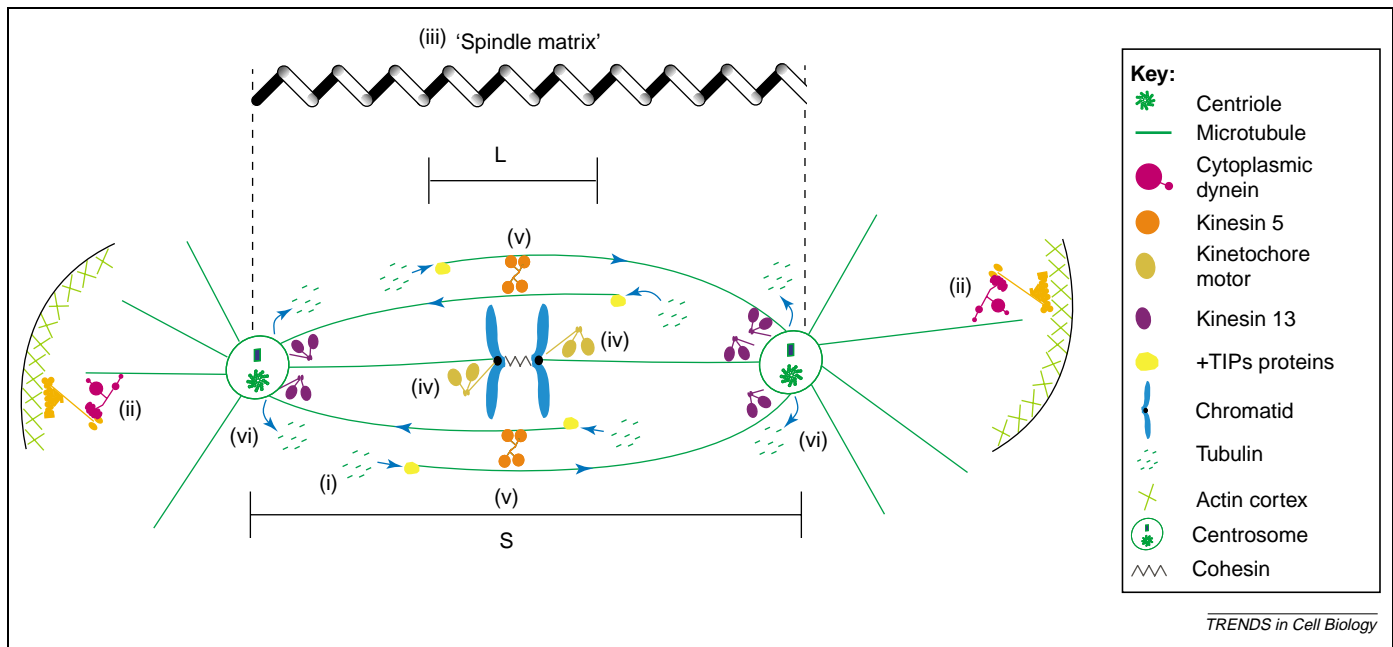 (iii) 'Spindle matrix'
L
(v)
(ii)
(iv)
(iv)
(ii)
(vi)
(vi)
(i)
(v)
S
Key:
Centriole
Microtubule
Cytoplasmic
dynein
Kinesin 5
Kinetochore
motor
Kinesin 13
+TIPs proteins
Chromatid
Tubulin
Actin cortex
Centrosome
Cohesin
TRENDS in Cell Biology